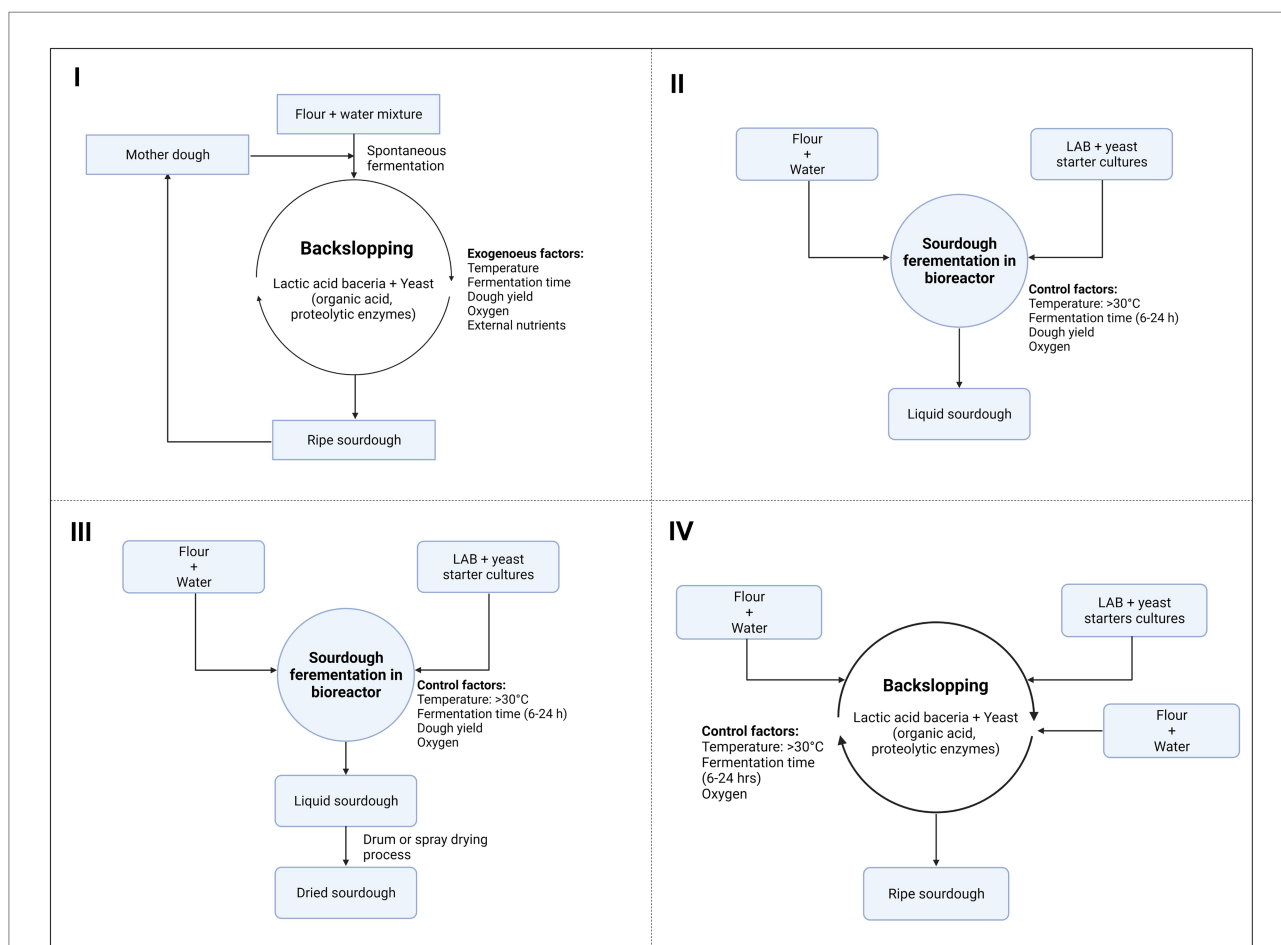 I
Flour + water mixture
Mother dough
Spontaneous
fermentation
Backslopping
Lactic acid baceria + Yeast
(organic acid,
proteolytic enzymes)
Exogenoeus factors:
Temperature
Fermentation time
Dough yield
Oxygen
External nutrients
Ripe sourdough
II
Flour
+
Water
LAB + yeast
starter cultures
Sourdough
ferementation in
bioreactor
Control factors:
Temperature: >30°C
Fermentation time (6-24 h)
Dough yield
Oxygen
Liquid sourdough
III
Flour
+
Water
LAB + yeast
starter cultures
Sourdough
ferementation in
bioreactor
Control factors:
Temperature: >30°C
Fermentation time (6-24 h)
Dough yield
Oxygen
Liquid sourdough
Drum or spray drying
process
Dried sourdough
IV
Flour
+
Water
LAB + yeast
starters cultures
Backslopping
Lactic acid baceria + Yeast
(organic acid,
proteolytic enzymes)
Flour
+
Water
Control factors:
Temperature: >30°C
Fermentation time
(6-24 hrs)
Oxygen
Ripe sourdough